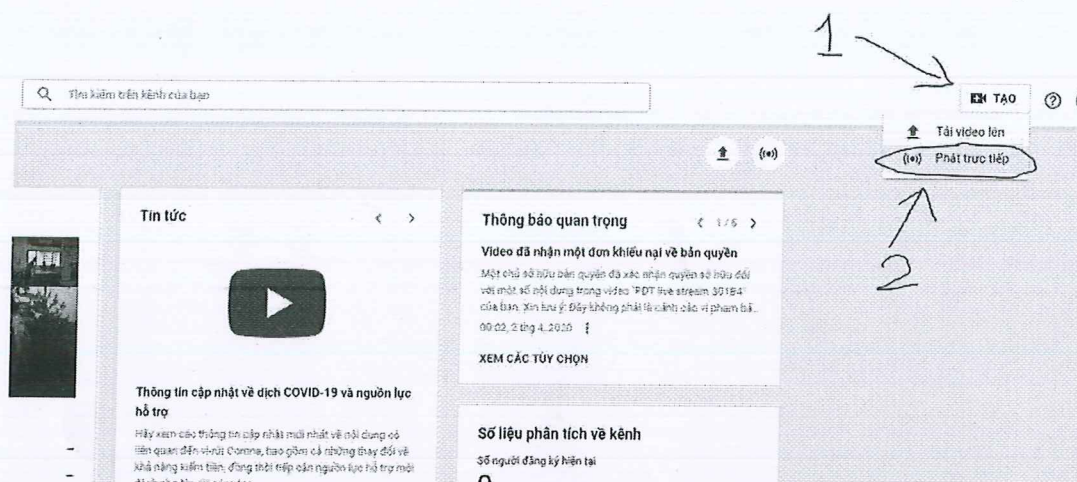 1
Tìm kiếm trên kênh của bạn
TẠO
Tải video lên
Phát trực tiếp
2
Tin tức
Thông tin cập nhật về dịch COVID-19 và nguồn lực
hỗ trợ
Hãy xem các thông tin cập nhật mới nhất về nội dung có
liên quan đến vi-rút Corona, bao gồm cả những thay đổi về
khả năng kiếm tiền, đồng thời tiếp cận nguồn lực hỗ trợ mới
Thông báo quan trọng
1/6
Video đã nhận một đơn khiếu nại về bản quyền
Một chủ sở hữu bản quyền đã xác nhận quyền sở hữu đối
với một số nội dung trong video "PDT live stream
của bạn. Xin lưu ý: Đây không phải là cảnh cáo vi phạm bả...
00:02, 2 thg 4, 2020
XEM CÁC TÙY CHỌN
Số liệu phân tích về kênh
Số người đăng ký hiện tại